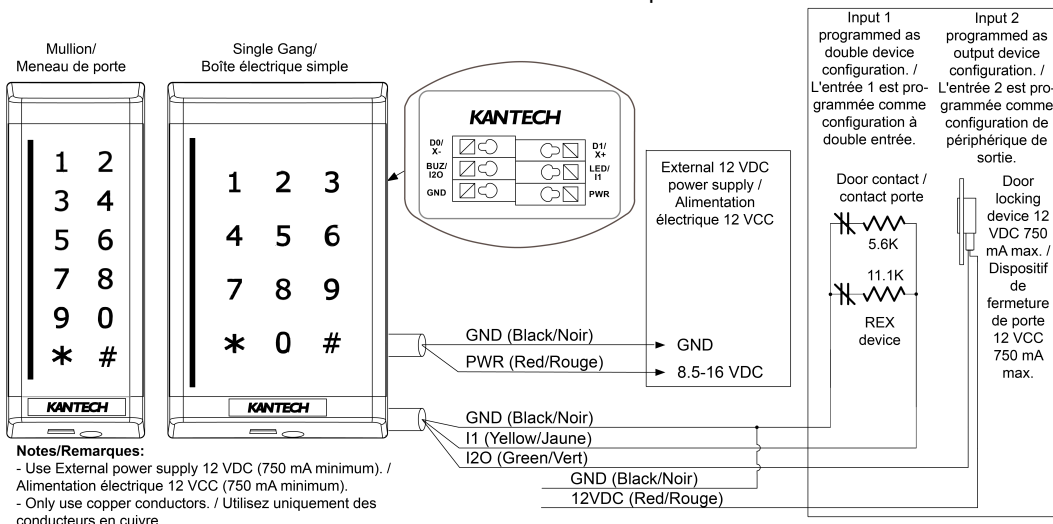 Mullion/
Meneau de porte
Single Gang/
Boîte électrique simple
1 2
3 4
5 6
7 8
9 0
* #
KANTECH
1 2 3
4 5 6
7 8 9
* 0 #
KANTECH
KANTECH
D0/
X-
BUZ/
I2O
GND
D1/
X+
LED/
I1
PWR
External 12 VDC
power supply /
Alimentation
électrique 12 VCC
GND
8.5-16 VDC
GND (Black/Noir)
PWR (Red/Rouge)
GND (Black/Noir)
I1 (Yellow/Jaune)
I2O (Green/Vert)
GND (Black/Noir)
12VDC (Red/Rouge)
Input 1
programmed as
double device
configuration. /
L'entrée 1 est pro-
grammée comme
configuration à
double entrée.
Input 2
programmed as
output device
configuration. /
L'entrée 2 est pro-
grammée comme
configuration de
périphérique de
sortie.
Door contact /
contact porte
5.6K
11.1K
REX
device
Door
locking
device 12
VDC 750
mA max. /
Dispositif
de
fermeture
de porte
12 VCC
750 mA
max.
Notes/Remarques:
- Use External power supply 12 VDC (750 mA minimum). /
Alimentation électrique 12 VCC (750 mA minimum).
- Only use copper conductors. / Utilisez uniquement des
conducteurs en cuivre